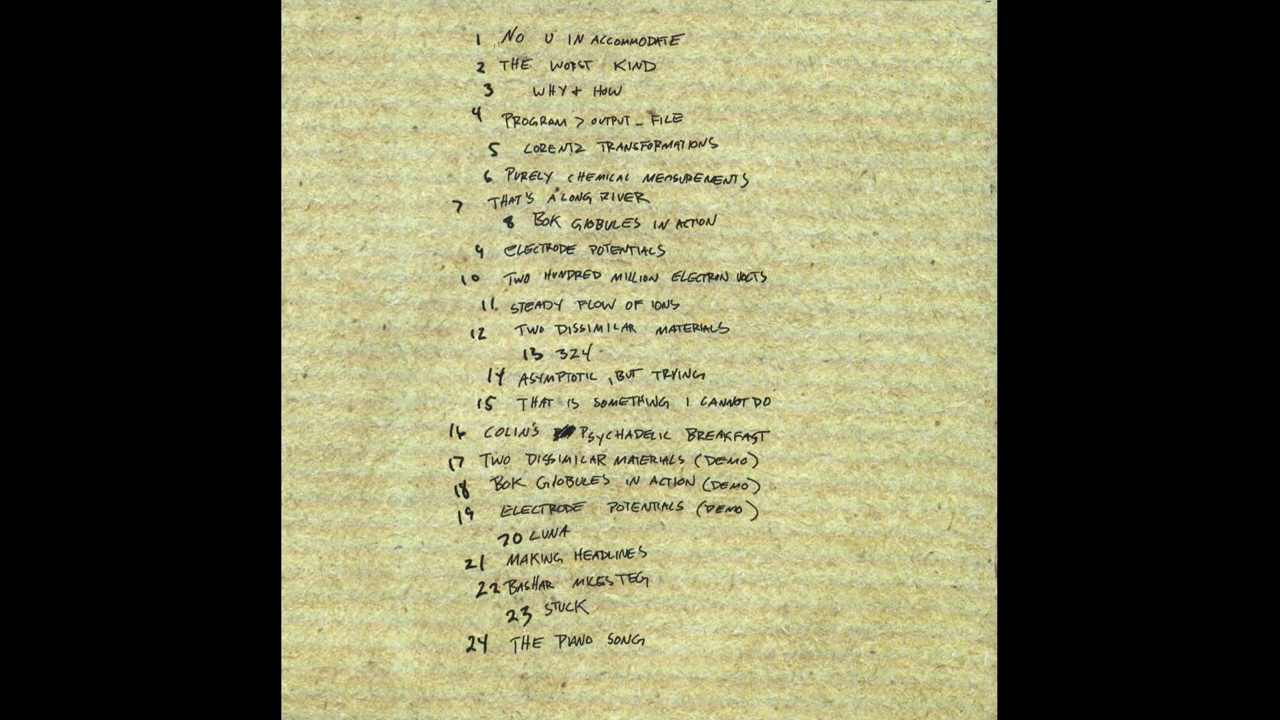 1 NO U IN ACCOMMODATE
2 THE WORST KIND
3 WHY + HOW
4 PROGRAM > OUTPUT_FILE
5 LORENTZ TRANSFORMATIONS
6 PURELY CHEMICAL MEASUREMENTS
7 THAT'S A LONG RIVER
8 BOK GLOBULES IN ACTION
9 ELECTRODE POTENTIALS
10 TWO HUNDRED MILLION ELECTRON VOLTS
11 STEADY FLOW OF IONS
12 TWO DISSIMILAR MATERIALS
13 324
14 ASYMPTOTIC, BUT TRYING
15 THAT IS SOMETHING I CANNOT DO
16 COLIN'S PSYCHADELIC BREAKFAST
17 TWO DISSIMILAR MATERIALS (DEMO)
18 BOK GLOBULES IN ACTION (DEMO)
19 ELECTRODE POTENTIALS (DEMO)
20 LUNA
21 MAKING HEADLINES
22 BASHAR MILES TEG
23 STUCK
24 THE PIANO SONG